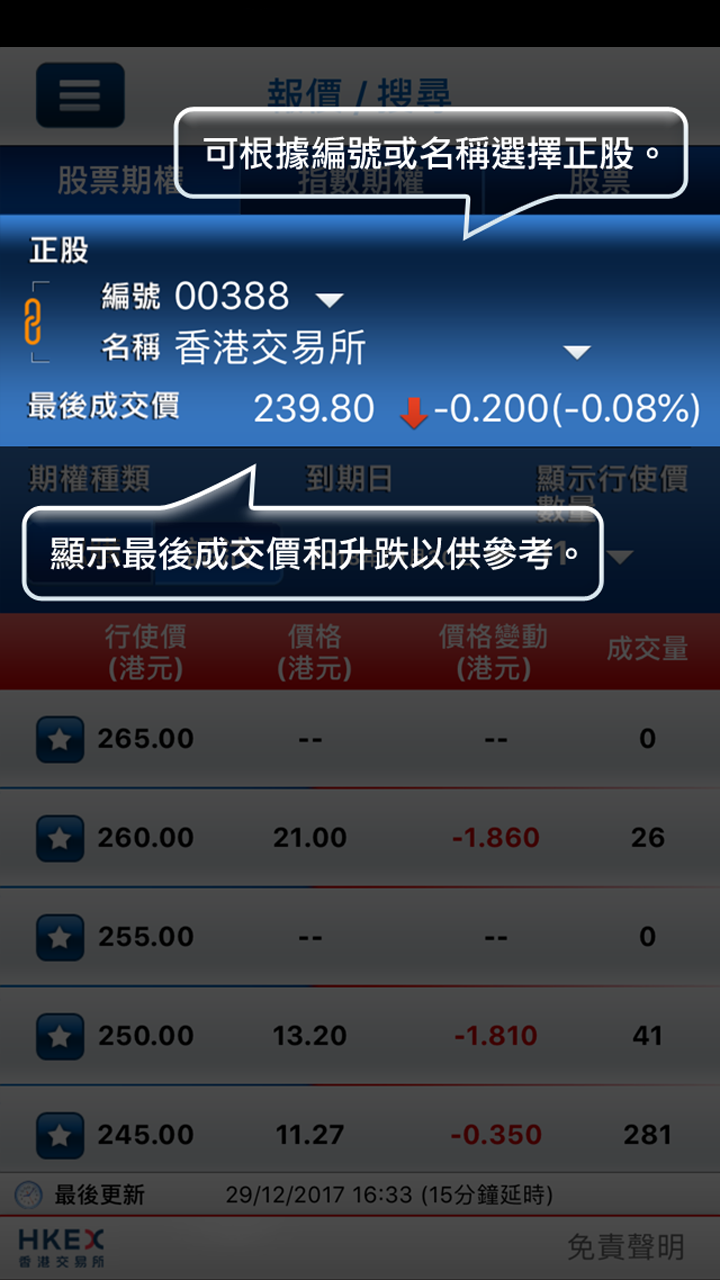 報價 / 搜尋
可根據編號或名稱選擇正股。
股票期權 指數期權 股票
正股
編號 00388
名稱 香港交易所
最後成交價 239.80 -0.200(-0.08%)
期權種類 到期日 顯示行使價
數量
顯示最後成交價和升跌以供參考。
行使價 價格 價格變動 成交量
(港元) (港元) (港元)
265.00 -- -- 0
260.00 21.00 -1.860 26
255.00 -- -- 0
250.00 13.20 -1.810 41
245.00 11.27 -0.350 281
最後更新 29/12/2017 16:33 (15分鐘延時)
HKEX
香港交易所 免責聲明